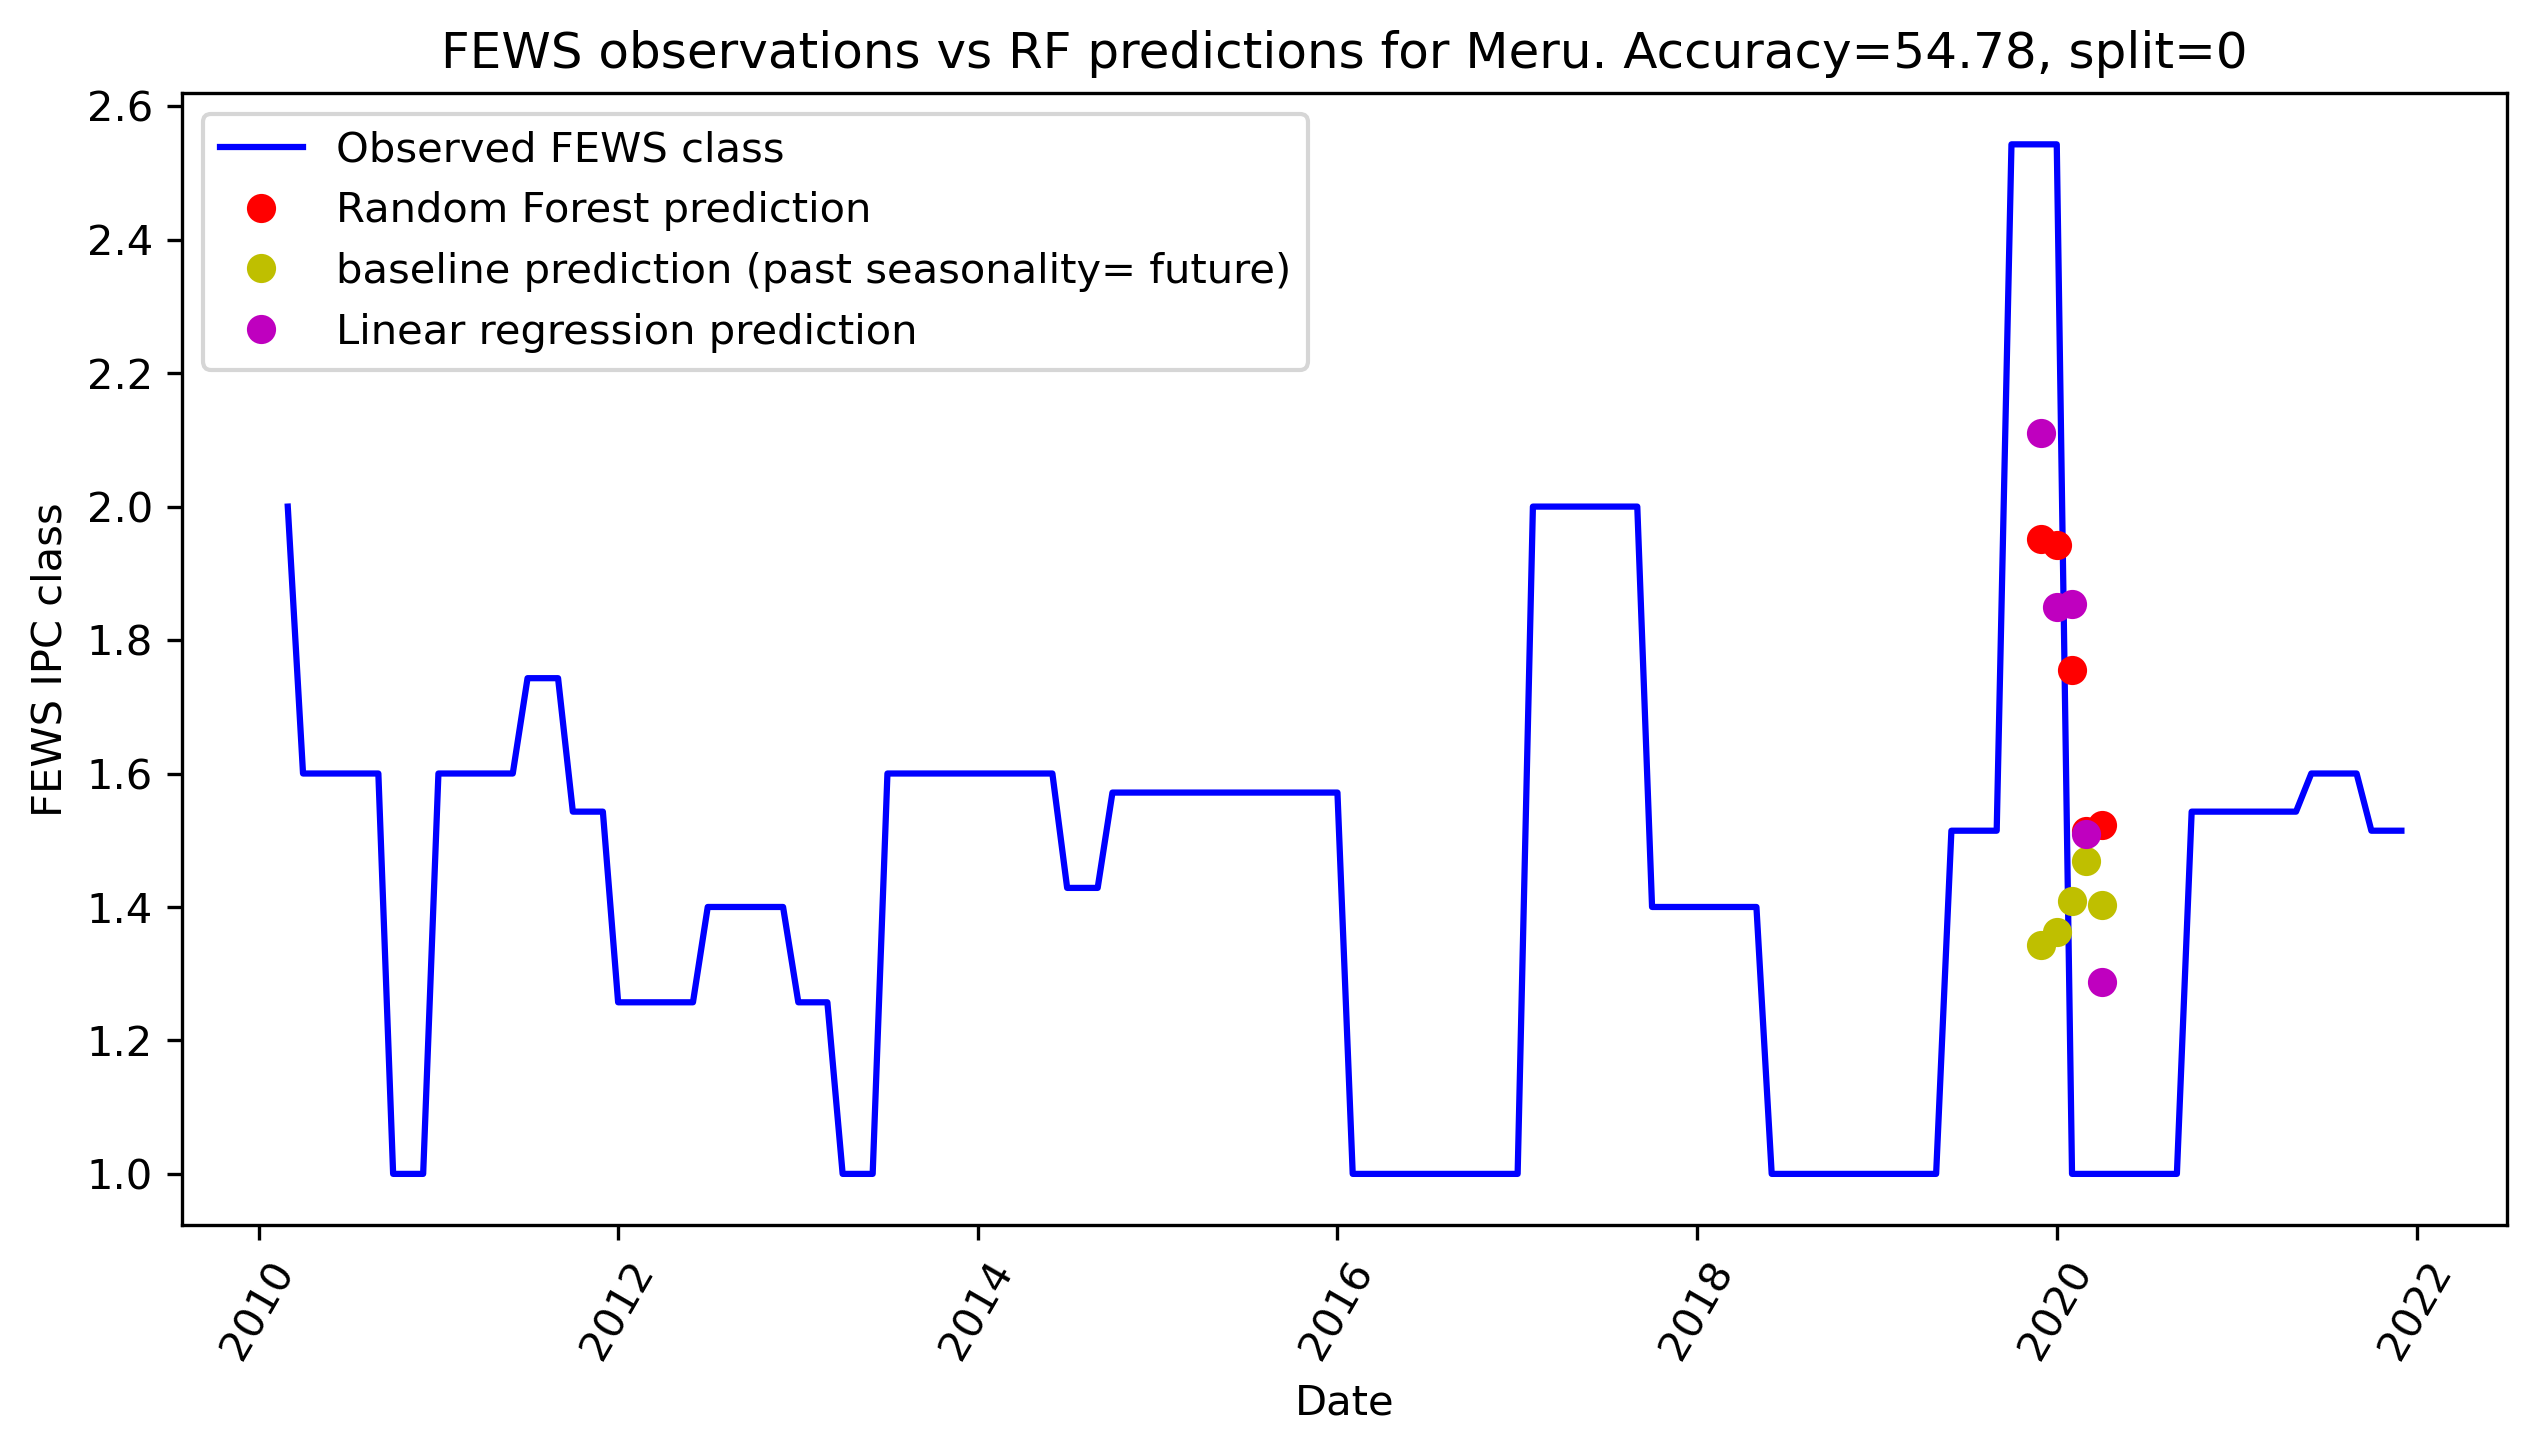 FEWS observations vs RF predictions for Meru. Accuracy=54.78, split=0
2.6
2.4
2.2
2.0
1.8
1.6
1.4
1.2
1.0
FEWS IPC class
Observed FEWS class
Random Forest prediction
baseline prediction (past seasonality= future)
Linear regression prediction
2010
2012
2014
2016
2018
2020
2022
Date